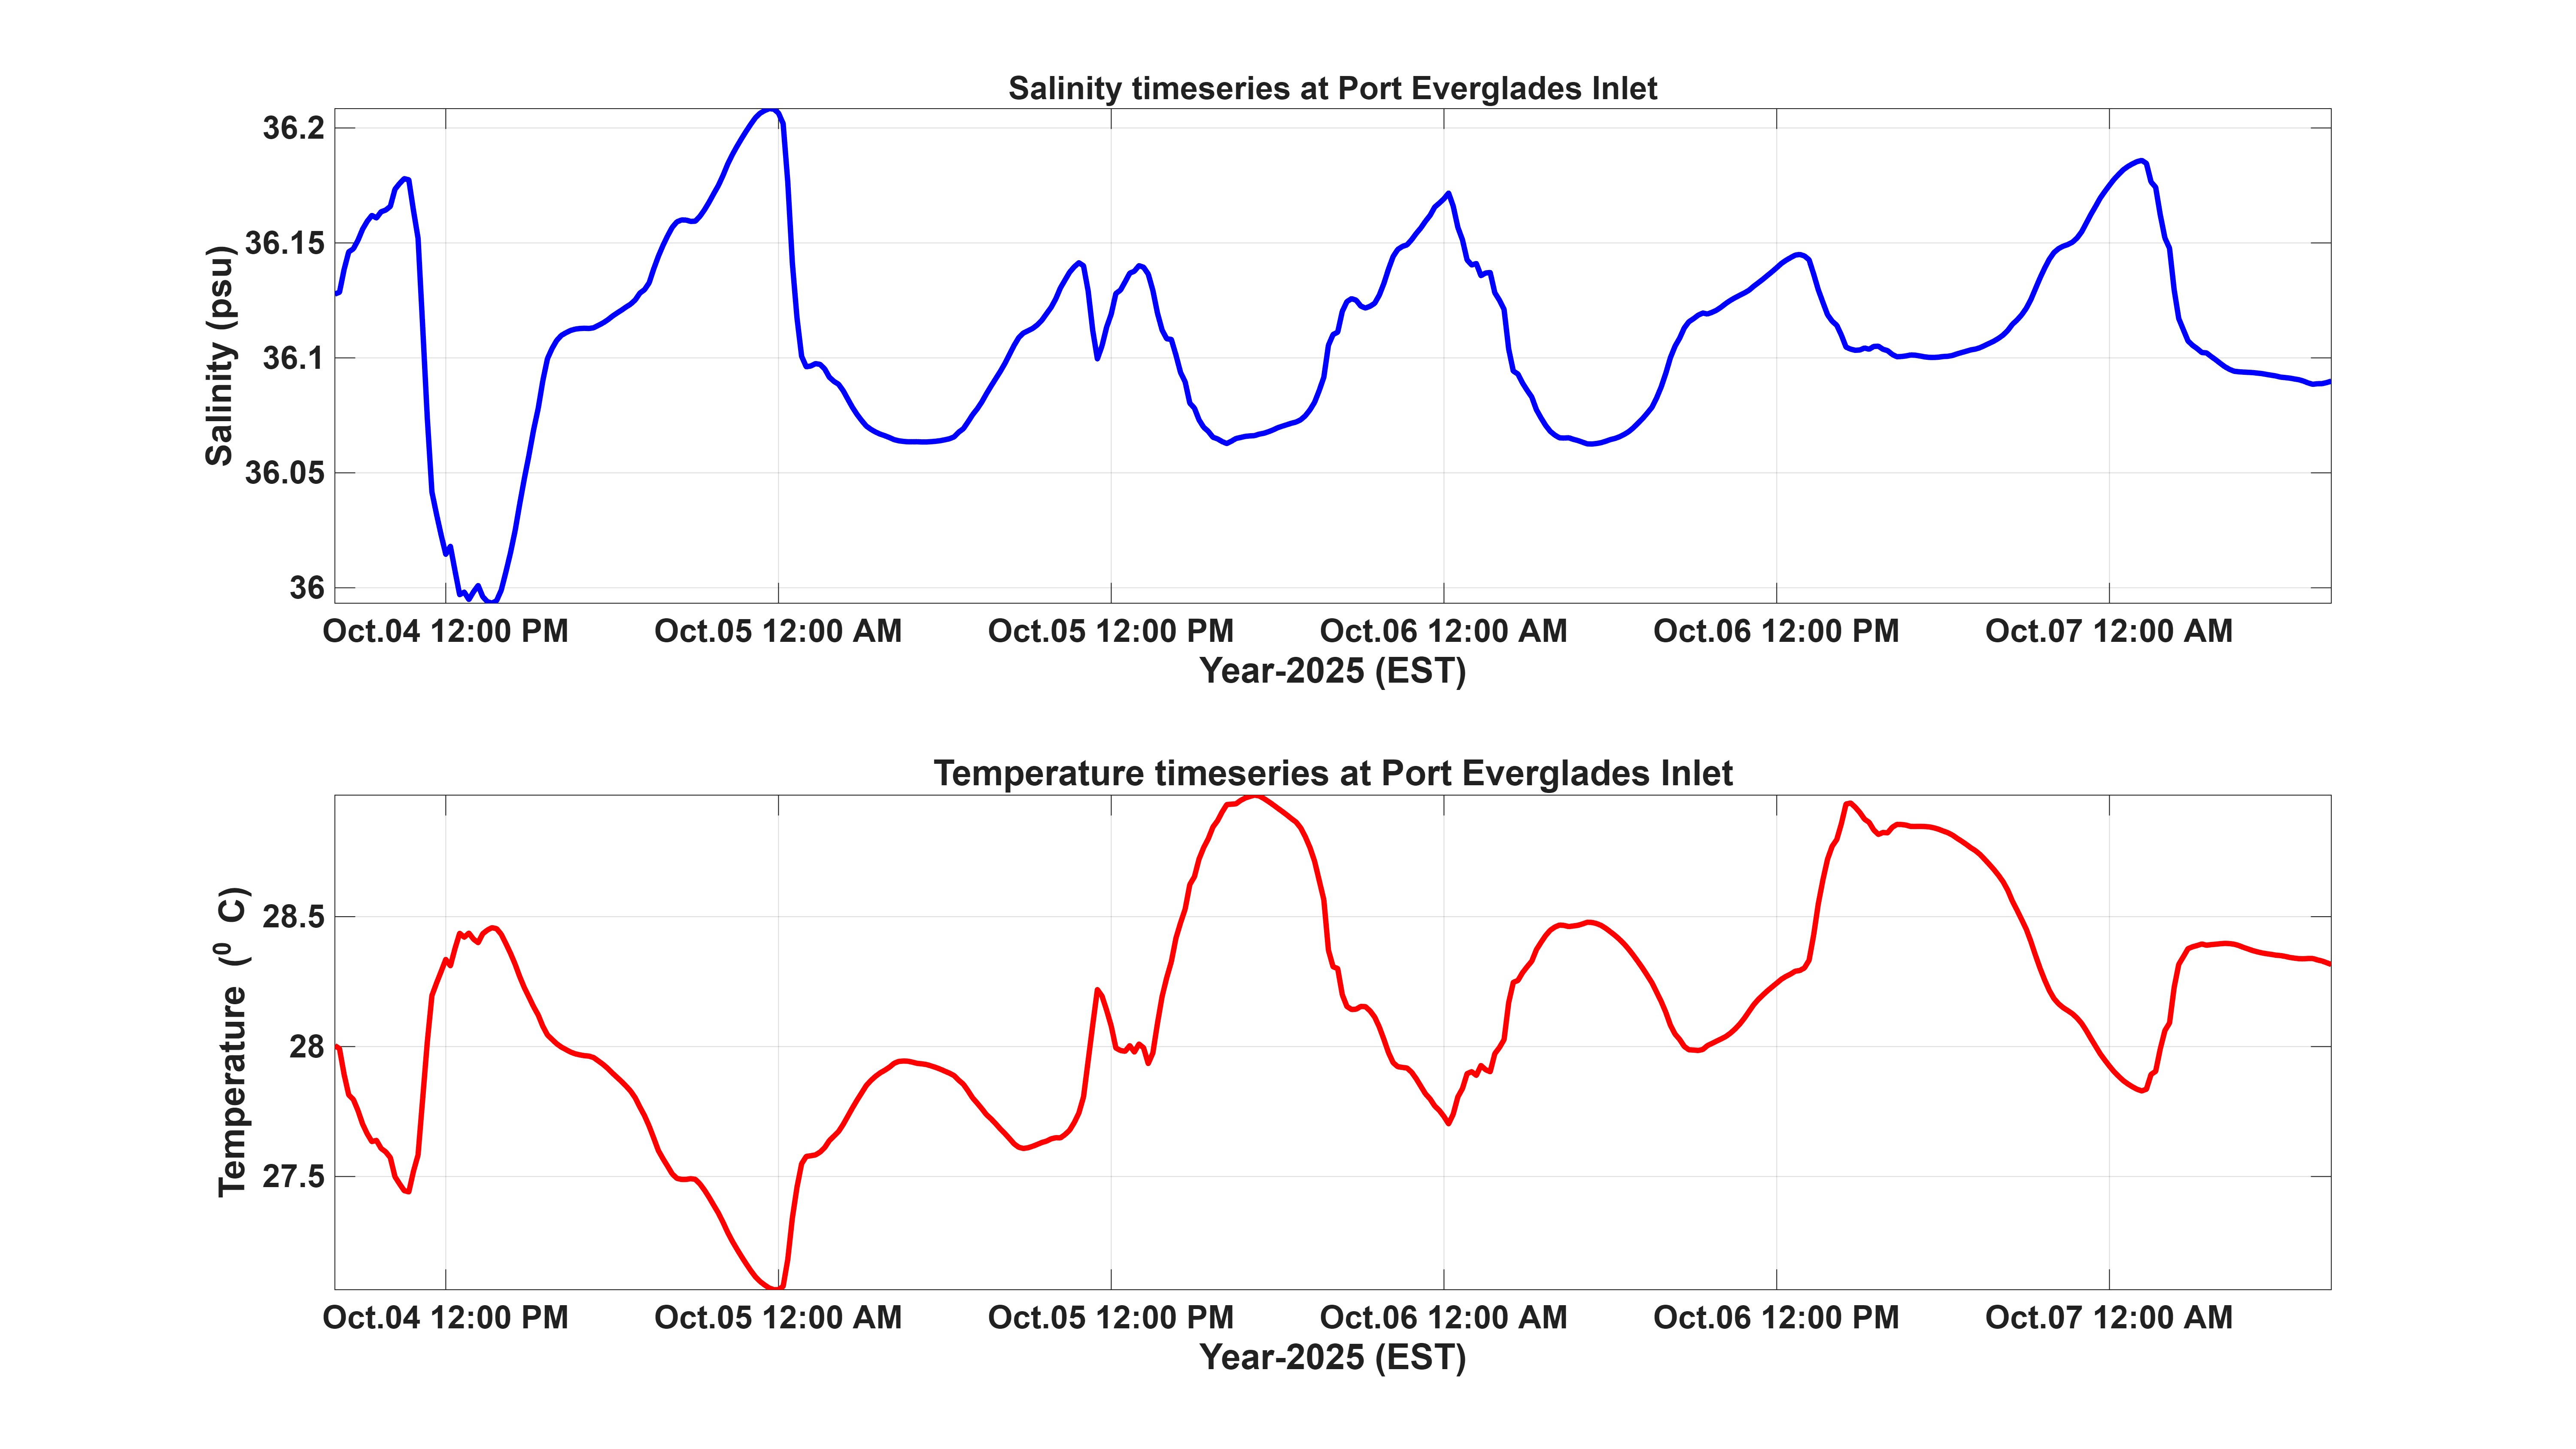 Salinity timeseries at Port Everglades Inlet
Salinity (psu)
36.2
36.15
36.1
36.05
36
Oct.04 12:00 PM Oct.05 12:00 AM Oct.05 12:00 PM Oct.06 12:00 AM Oct.06 12:00 PM Oct.07 12:00 AM
Year-2025 (EST)
Temperature timeseries at Port Everglades Inlet
Temperature (⁰ C)
28.5
28
27.5
Oct.04 12:00 PM Oct.05 12:00 AM Oct.05 12:00 PM Oct.06 12:00 AM Oct.06 12:00 PM Oct.07 12:00 AM
Year-2025 (EST)